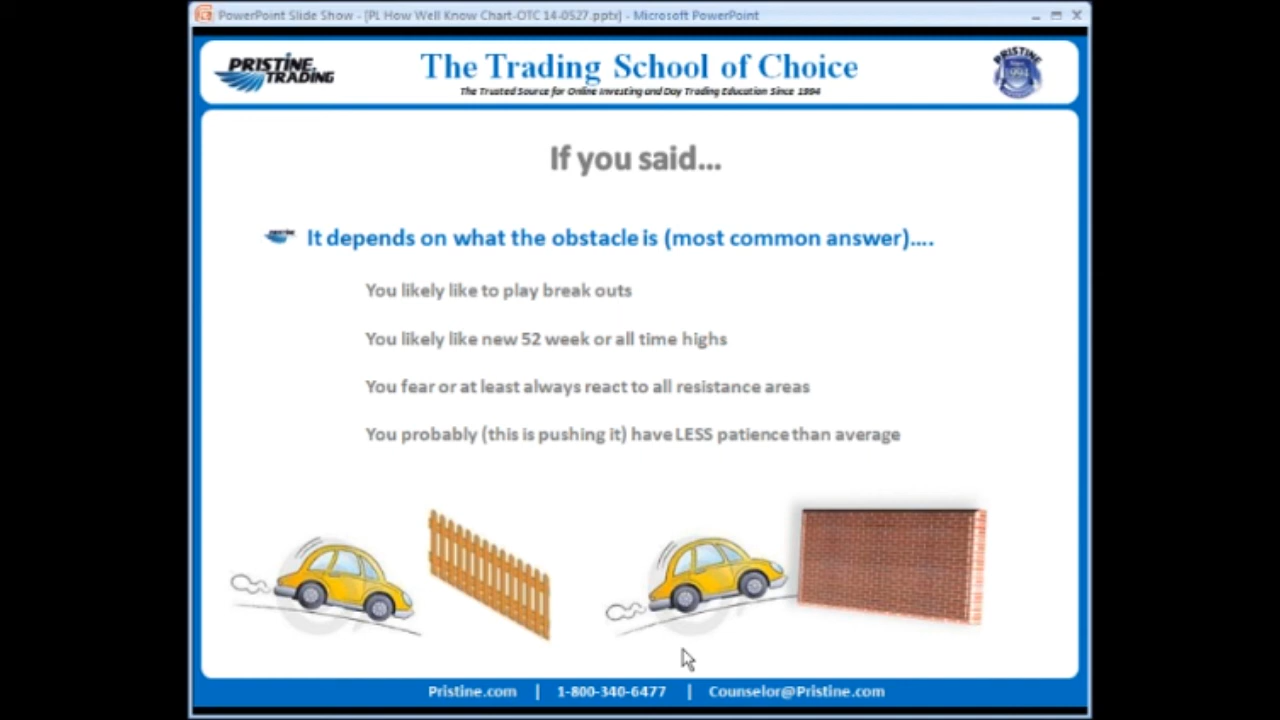 PowerPoint Slide Show - [PL How Well Know Chart-OTC 14-0527.pptx] - Microsoft PowerPoint
PRISTINE.
TRADING
The Trading School of Choice
The Trusted Source for Online Investing and Day Trading Education Since 1994
PRISTINE
1994
If you said...
PRISTINE
It depends on what the obstacle is (most common answer)....
You likely like to play break outs
You likely like new 52 week or all time highs
You fear or at least always react to all resistance areas
You probably (this is pushing it) have LESS patience than average
Pristine.com | 1-800-340-6477 | Counselor@Pristine.com